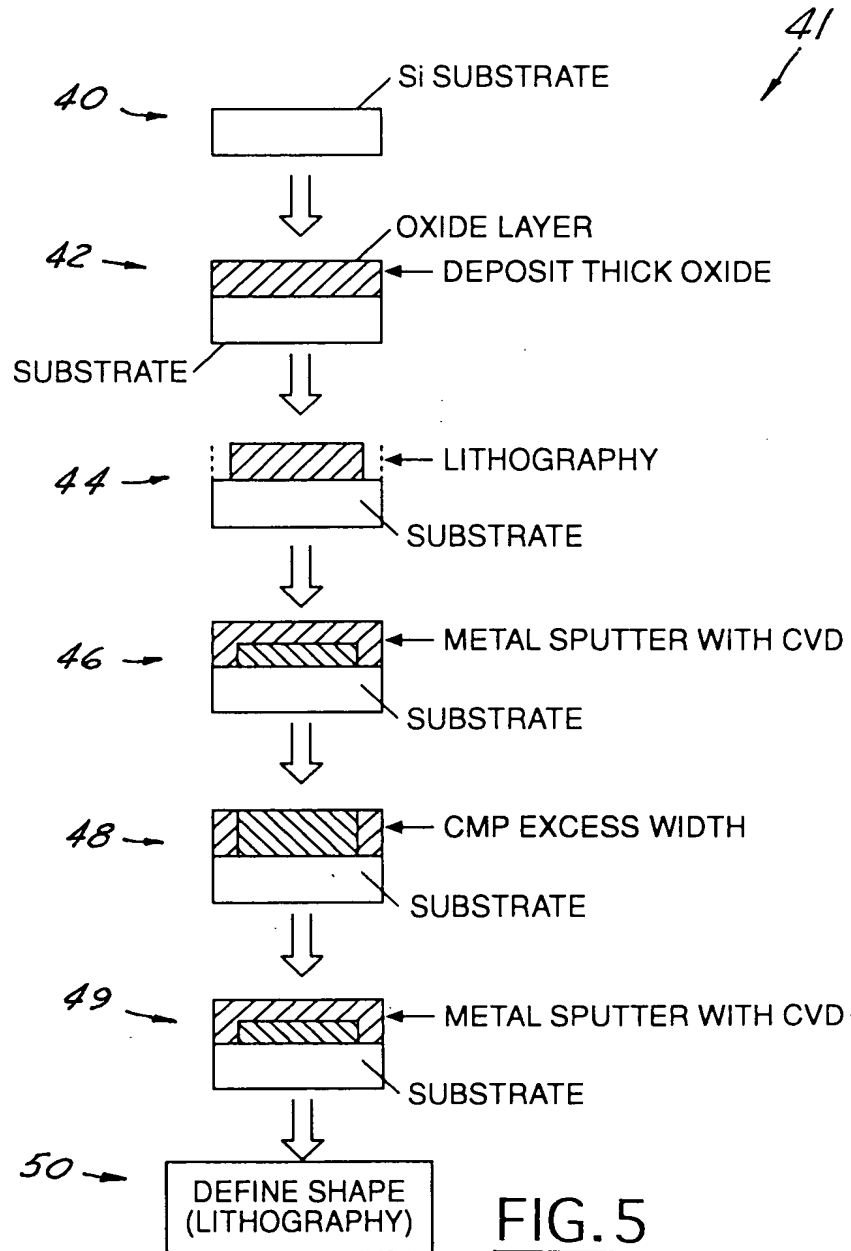 41
40
Si SUBSTRATE
42
OXIDE LAYER
DEPOSIT THICK OXIDE
SUBSTRATE
44
LITHOGRAPHY
SUBSTRATE
46
METAL SPUTTER WITH CVD
SUBSTRATE
48
CMP EXCESS WIDTH
SUBSTRATE
49
METAL SPUTTER WITH CVD
SUBSTRATE
50
DEFINE SHAPE
(LITHOGRAPHY)
FIG. 5